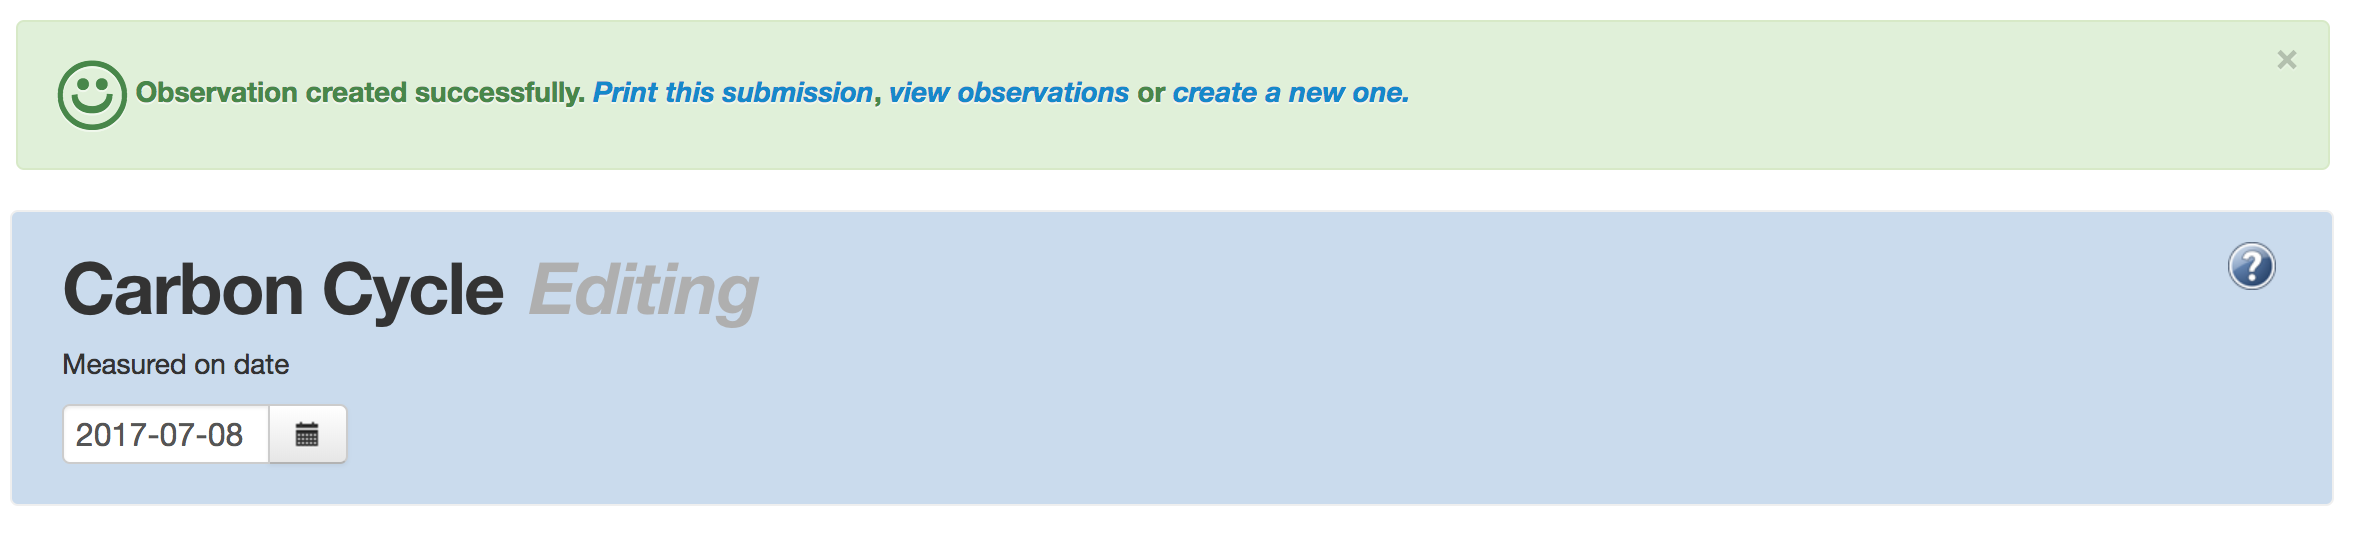 Observation created successfully. Print this submission, view observations or create a new one.
×
Carbon Cycle Editing
?
Measured on date
2017-07-08